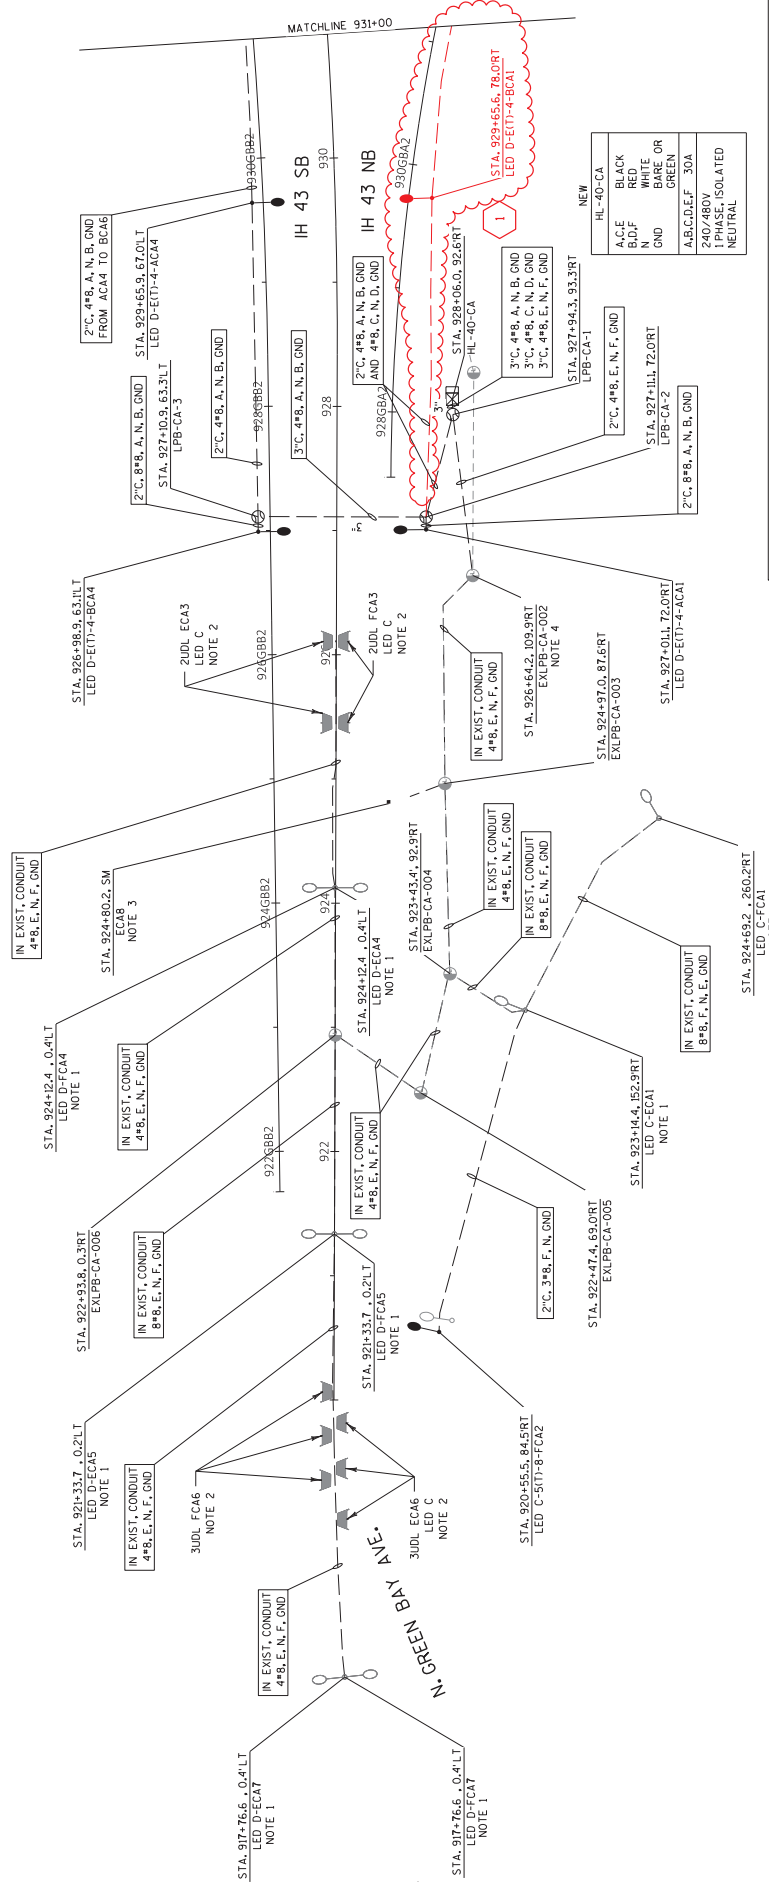 MATCHLINE 931+00
2"C, 4#8, A, N, B, GND
FROM ACA4 TO BCA6
STA. 929+65.9, 67.0'LT
LED D-E(T)-4-ACA4
930GBB2
IH 43 SB
930
IH 43 NB
930GBA2
STA. 929+65.6, 78.0'RT
LED D-E(T)-4-BCA1
1
NEW
HL-40-CA
A,C,E BLACK
B,D,F RED
N WHITE
GND BARE OR
GREEN
A,B,C,D,E,F 30A
240/480V
1 PHASE, ISOLATED
NEUTRAL
2"C, 8#8, A, N, B, GND
STA. 927+10.9, 63.3'LT
LPB-CA-3
2"C, 4#8, A, N, B, GND
928GBB2
3"C, 4#8, A, N, B, GND
928
2"C, 4#8, A, N, B, GND
AND 4#8, C, N, D, GND
928GBA2
3"
3"
STA. 928+06.0, 92.6'RT
HL-40-CA
3"C, 4#8, A, N, B, GND
3"C, 4#8, C, N, D, GND
3"C, 4#8, E, N, F, GND
STA. 927+94.3, 93.3'RT
LPB-CA-1
2"C, 4#8, E, N, F, GND
STA. 927+11.1, 72.0'RT
LPB-CA-2
2"C, 8#8, A, N, B, GND
STA. 926+98.9, 63.1'LT
LED D-E(T)-4-BCA4
2UDL ECA3
LED C
NOTE 2
926GBB2
2UDL FCA3
LED C
NOTE 2
IN EXIST. CONDUIT
4#8, E, N, F, GND
STA. 926+64.2, 109.9'RT
EXLPB-CA-002
NOTE 4
STA. 924+97.0, 87.6'RT
EXLPB-CA-003
STA. 927+01.1, 72.0'RT
LED D-E(T)-4-ACA1
IN EXIST. CONDUIT
4#8, E, N, F, GND
STA. 924+80.2, SM
ECA8
NOTE 3
924GBB2
924
STA. 924+12.4 , 0.4'LT
LED D-ECA4
NOTE 1
STA. 923+43.4', 92.9'RT
EXLPB-CA-004
IN EXIST. CONDUIT
4#8, E, N, F, GND
IN EXIST. CONDUIT
8#8, E, N, F, GND
IN EXIST. CONDUIT
8#8, F, N, E, GND
STA. 924+69.2 , 260.2'RT
LED C-FCA1
STA. 924+12.4 , 0.4'LT
LED D-FCA4
NOTE 1
IN EXIST. CONDUIT
4#8, E, N, F, GND
922GBB2
922
IN EXIST. CONDUIT
4#8, E, N, F, GND
STA. 923+14.4, 152.9'RT
LED C-ECA1
NOTE 1
STA. 922+47.4, 69.0'RT
EXLPB-CA-005
2"C, 3#8, F, N, GND
STA. 922+93.8, 0.3'RT
EXLPB-CA-006
IN EXIST. CONDUIT
8#8, E, N, F, GND
STA. 921+33.7 , 0.2'LT
LED D-FCA5
NOTE 1
STA. 921+33.7 , 0.2'LT
LED D-ECA5
NOTE 1
IN EXIST. CONDUIT
4#8, E, N, F, GND
3UDL FCA6
NOTE 2
3UDL ECA6
LED C
NOTE 2
STA. 920+55.5, 84.5'RT
LED C-5(T)-8-FCA2
N. GREEN BAY AVE.
IN EXIST. CONDUIT
4#8, E, N, F, GND
STA. 917+76.6 , 0.4'LT
LED D-ECA7
NOTE 1
STA. 917+76.6 , 0.4'LT
LED D-FCA7
NOTE 1